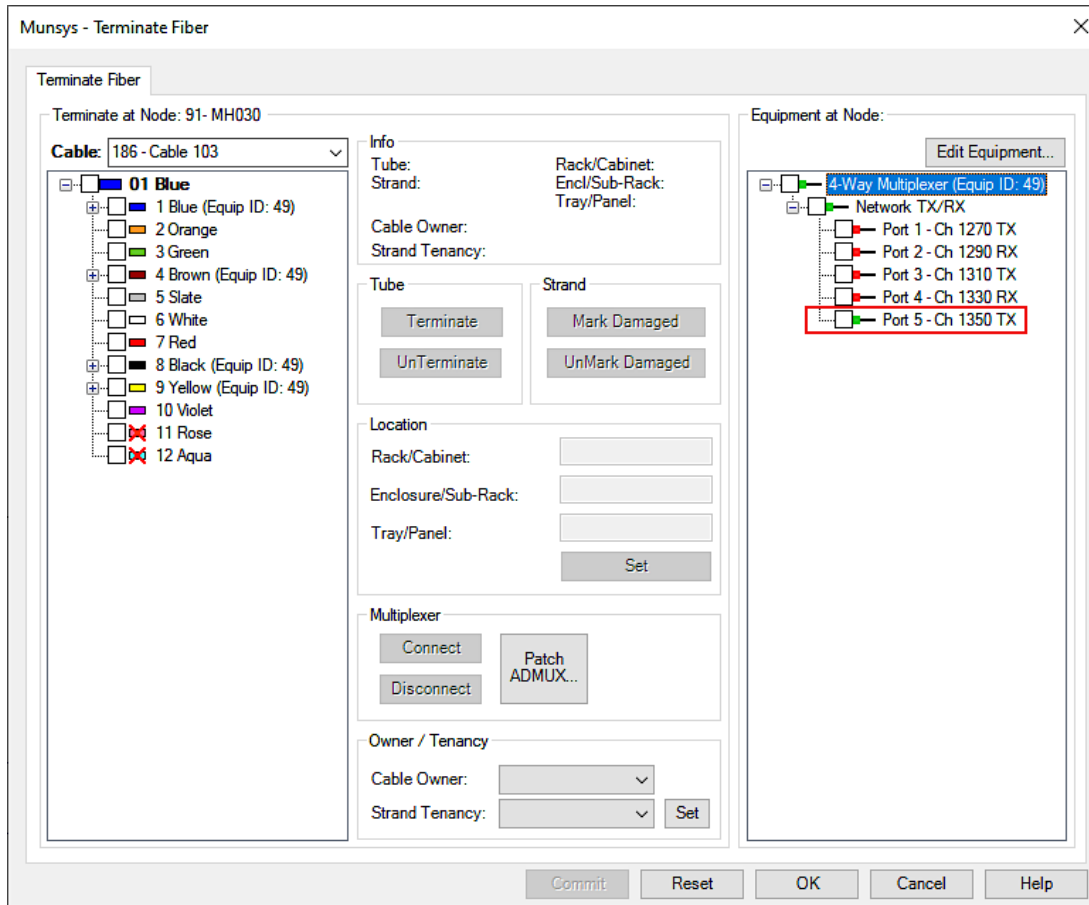 Munsys - Terminate Fiber
Terminate Fiber
Terminate at Node: 91- MH030
Cable: 186 - Cable 103
01 Blue
1 Blue (Equip ID: 49)
2 Orange
3 Green
4 Brown (Equip ID: 49)
5 Slate
6 White
7 Red
8 Black (Equip ID: 49)
9 Yellow (Equip ID: 49)
10 Violet
11 Rose
12 Aqua
Info
Tube:
Rack/Cabinet:
Strand:
Encl/Sub-Rack:
Tray/Panel:
Cable Owner:
Strand Tenancy:
Tube
Terminate
UnTerminate
Strand
Mark Damaged
UnMark Damaged
Location
Rack/Cabinet:
Enclosure/Sub-Rack:
Tray/Panel:
Set
Multiplexer
Connect
Disconnect
Patch
ADMUX...
Owner / Tenancy
Cable Owner:
Strand Tenancy:
Set
Equipment at Node:
Edit Equipment...
4-Way Multiplexer (Equip ID: 49)
Network TX/RX
Port 1 - Ch 1270 TX
Port 2 - Ch 1290 RX
Port 3 - Ch 1310 TX
Port 4 - Ch 1330 RX
Port 5 - Ch 1350 TX
Commit
Reset
OK
Cancel
Help